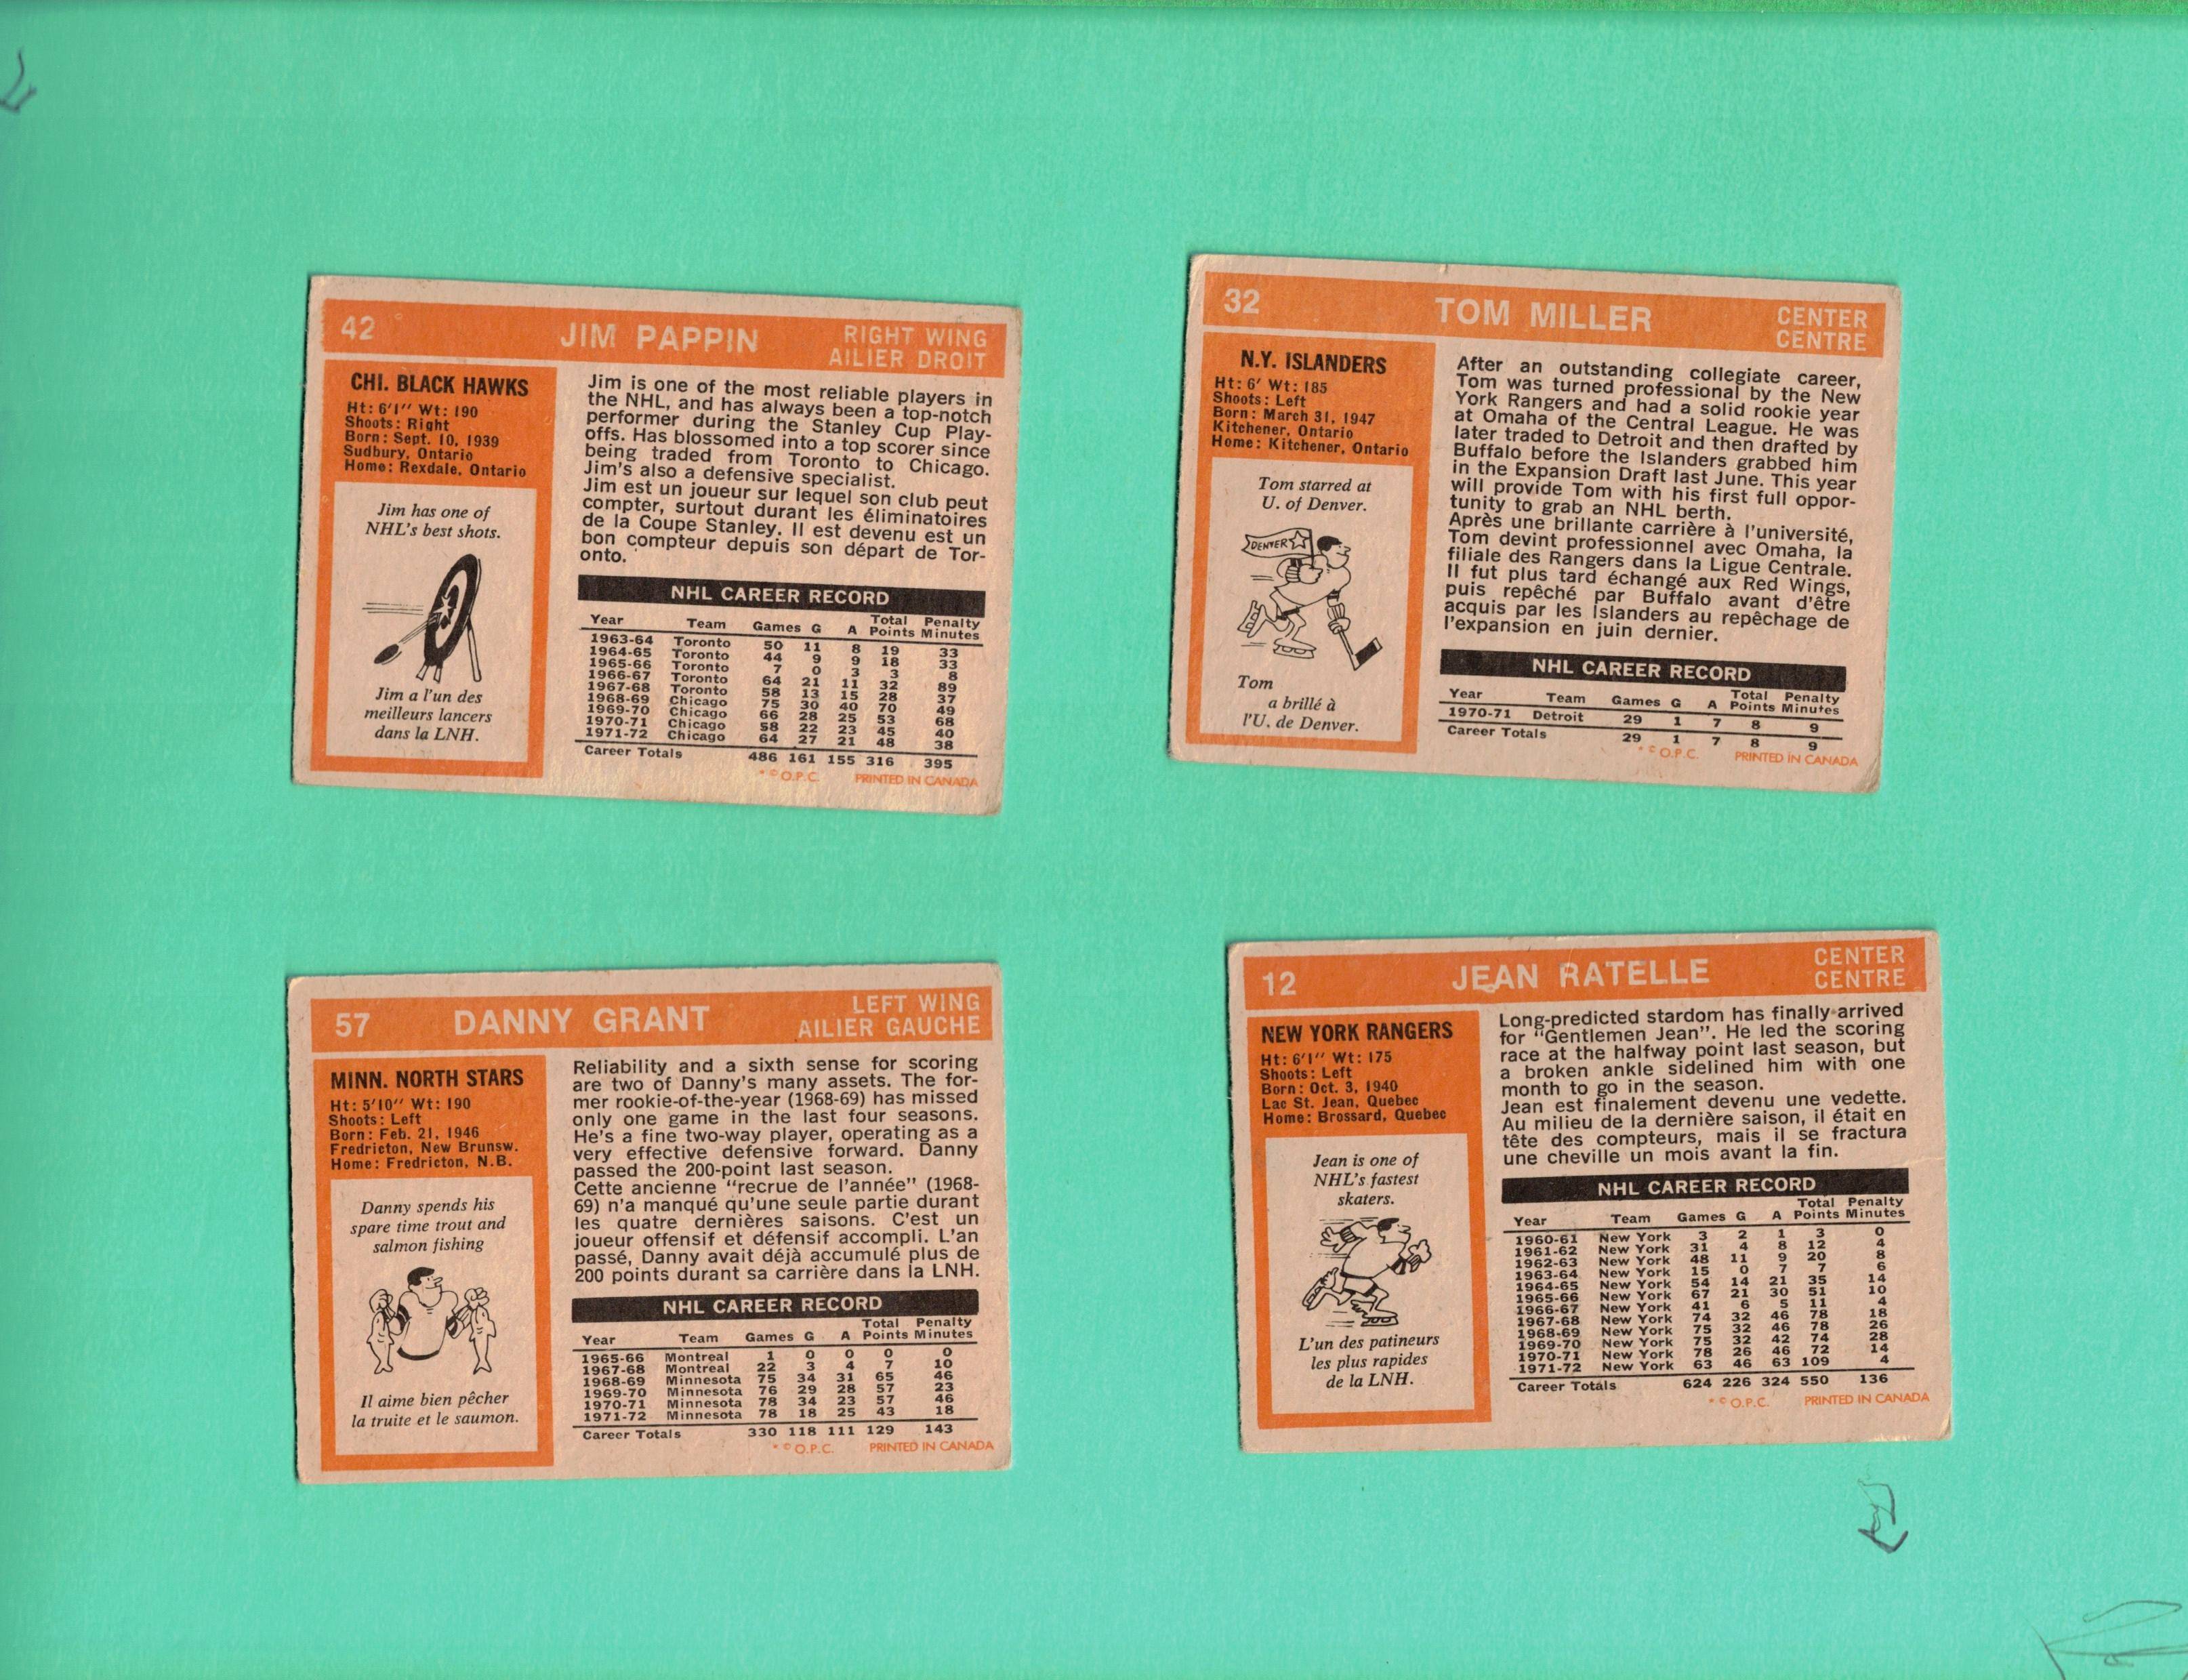 42 JIM PAPPIN RIGHT WING
AILIER DROIT
CHI. BLACK HAWKS
Ht: 6'1" Wt: 190
Shoots: Right
Born: Sept. 10, 1939
Sudbury, Ontario
Home: Rexdale, Ontario
Jim has one of
NHL's best shots.
Jim a l'un des
meilleurs lancers
dans la LNH.
Jim is one of the most reliable players in
the NHL, and has always been a top-notch
performer during the Stanley Cup Play-
offs. Has blossomed into a top scorer since
being traded from Toronto to Chicago.
Jim's also a defensive specialist.
Jim est un joueur sur lequel son club peut
compter, surtout durant les éliminatoires
de la Coupe Stanley. Il est devenu est un
bon compteur depuis son départ de Tor-
onto.
NHL CAREER RECORD
Year Team Games G A Total Points Penalty Minutes
1963-64 Toronto 50 11 8 19 33
1964-65 Toronto 44 9 9 18 33
1965-66 Toronto 7 0 3 3 8
1966-67 Toronto 64 21 11 32 89
1967-68 Toronto 58 13 15 28 37
1968-69 Chicago 75 30 40 70 49
1969-70 Chicago 66 28 25 53 68
1970-71 Chicago 58 22 23 45 40
1971-72 Chicago 64 27 21 48 38
Career Totals 486 161 155 316 395
* * © O.P.C. PRINTED IN CANADA
32 TOM MILLER CENTER
CENTRE
N.Y. ISLANDERS
Ht: 6' Wt: 185
Shoots: Left
Born: March 31, 1947
Kitchener, Ontario
Home: Kitchener, Ontario
Tom starred at
U. of Denver.
DENVER
Tom
a brillé à
l'U. de Denver.
After an outstanding collegiate career,
Tom was turned professional by the New
York Rangers and had a solid rookie year
at Omaha of the Central League. He was
later traded to Detroit and then drafted by
Buffalo before the Islanders grabbed him
in the Expansion Draft last June. This year
will provide Tom with his first full oppor-
tunity to grab an NHL berth.
Après une brillante carrière à l'université,
Tom devint professionnel avec Omaha, la
filiale des Rangers dans la Ligue Centrale.
Il fut plus tard échangé aux Red Wings,
puis repêché par Buffalo avant d'être
acquis par les Islanders au repêchage de
l'expansion en juin dernier.
NHL CAREER RECORD
Year Team Games G A Total Points Penalty Minutes
1970-71 Detroit 29 1 7 8 9
Career Totals 29 1 7 8 9
* © O.P.C. PRINTED IN CANADA
57 DANNY GRANT LEFT WING
AILIER GAUCHE
MINN. NORTH STARS
Ht: 5'10" Wt: 190
Shoots: Left
Born: Feb. 21, 1946
Fredricton, New Brunsw.
Home: Fredricton, N.B.
Danny spends his
spare time trout and
salmon fishing
Il aime bien pêcher
la truite et le saumon.
Reliability and a sixth sense for scoring
are two of Danny's many assets. The for-
mer rookie-of-the-year (1968-69) has missed
only one game in the last four seasons.
He's a fine two-way player, operating as a
very effective defensive forward. Danny
passed the 200-point last season.
Cette ancienne "recrue de l'année" (1968-
69) n'a manqué qu'une seule partie durant
les quatre dernières saisons. C'est un
joueur offensif et défensif accompli. L'an
passé, Danny avait déjà accumulé plus de
200 points durant sa carrière dans la LNH.
NHL CAREER RECORD
Year Team Games G A Total Points Penalty Minutes
1965-66 Montreal 1 0 0 0 0
1967-68 Montreal 22 3 4 7 10
1968-69 Minnesota 75 34 31 65 46
1969-70 Minnesota 76 29 28 57 23
1970-71 Minnesota 78 34 23 57 46
1971-72 Minnesota 78 18 25 43 18
Career Totals 330 118 111 129 143
* © O.P.C. PRINTED IN CANADA
12 JEAN RATELLE CENTER
CENTRE
NEW YORK RANGERS
Ht: 6'1" Wt: 175
Shoots: Left
Born: Oct. 3, 1940
Lac St. Jean, Quebec
Home: Brossard, Quebec
Jean is one of
NHL's fastest
skaters.
L'un des patineurs
les plus rapides
de la LNH.
Long-predicted stardom has finally arrived
for "Gentlemen Jean". He led the scoring
race at the halfway point last season, but
a broken ankle sidelined him with one
month to go in the season.
Jean est finalement devenu une vedette.
Au milieu de la dernière saison, il était en
tête des compteurs, mais il se fractura
une cheville un mois avant la fin.
NHL CAREER RECORD
Year Team Games G A Total Points Penalty Minutes
1960-61 New York 3 2 1 3 0
1961-62 New York 31 4 8 12 4
1962-63 New York 48 11 9 20 8
1963-64 New York 15 0 7 7 6
1964-65 New York 54 14 21 35 14
1965-66 New York 67 21 30 51 10
1966-67 New York 41 6 5 11 4
1967-68 New York 74 32 46 78 18
1968-69 New York 75 32 46 78 26
1969-70 New York 75 32 42 74 28
1970-71 New York 78 26 46 72 14
1971-72 New York 63 46 63 109 4
Career Totals 624 226 324 550 136
* © O.P.C. PRINTED IN CANADA